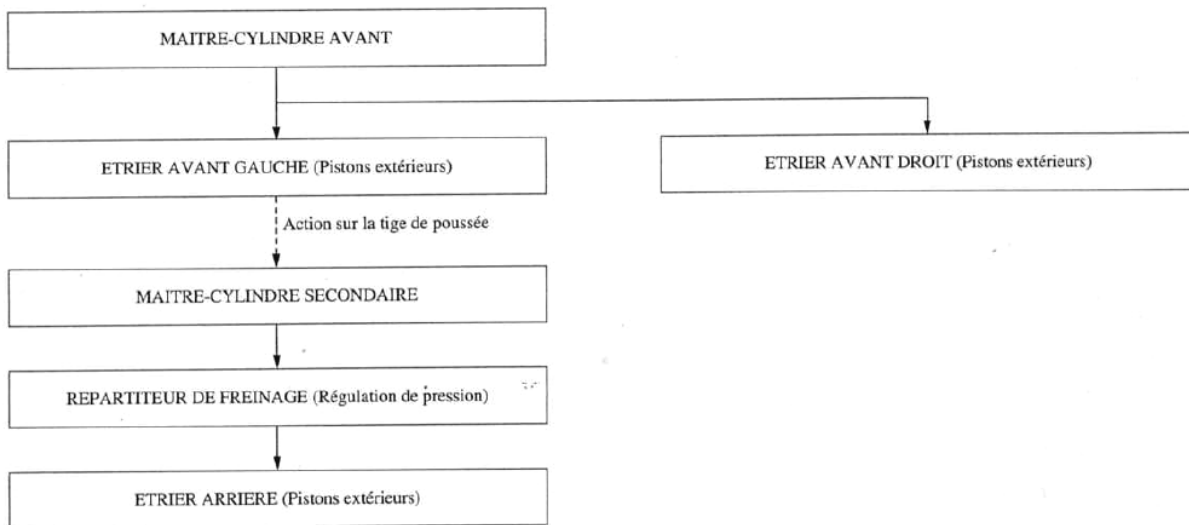 MAITRE-CYLINDRE AVANT
ETRIER AVANT GAUCHE (Pistons extérieurs)
ETRIER AVANT DROIT (Pistons extérieurs)
Action sur la tige de poussée
MAITRE-CYLINDRE SECONDAIRE
REPARTITEUR DE FREINAGE (Régulation de pression)
ETRIER ARRIERE (Pistons extérieurs)